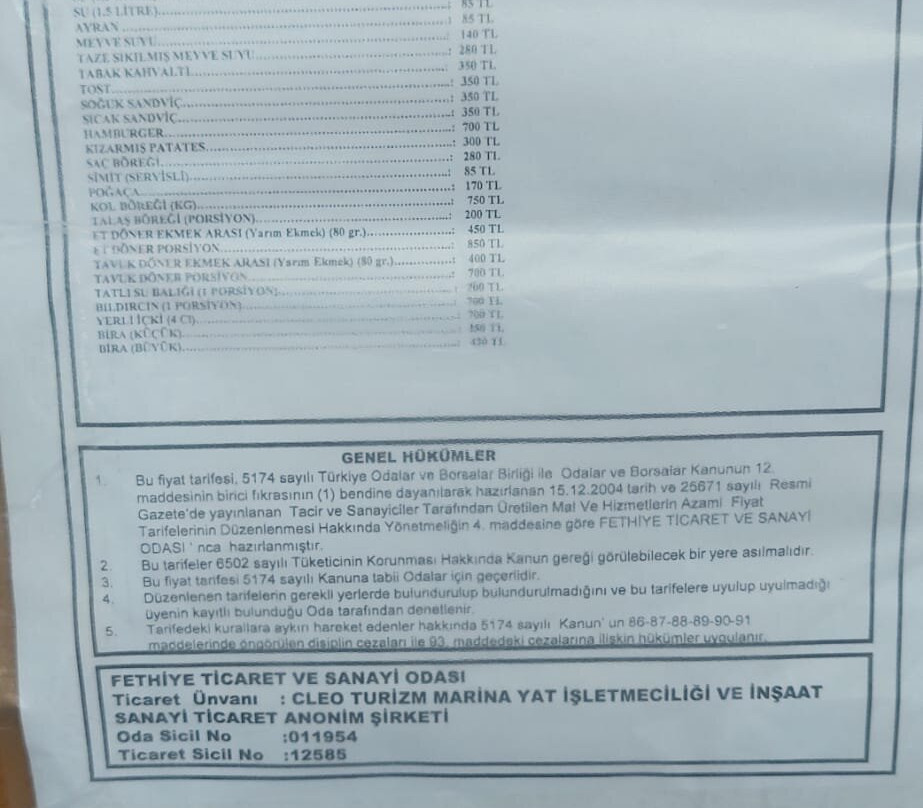 SU (1.5 LİTRE)..........: 85 TL
AYRAN..........: 85 TL
MEYVE SUYU..........: 140 TL
TAZE SIKILMIŞ MEYVE SUYU..........: 280 TL
TABAK KAHVALTI..........: 350 TL
TOST..........: 350 TL
SOĞUK SANDVİÇ..........: 350 TL
SICAK SANDVİÇ..........: 350 TL
HAMBURGER..........: 700 TL
KIZARMIŞ PATATES..........: 300 TL
SAC BÖREĞİ..........: 280 TL
SİMİT (SERVİSLİ)..........: 85 TL
POĞAÇA..........: 170 TL
KOL BÖREĞİ (KG)..........: 750 TL
TALAŞ BÖREĞİ (PORSİYON)..........: 200 TL
ET DÖNER EKMEK ARASI (Yarım Ekmek) (80 gr.)..........: 450 TL
ET DÖNER PORSİYON..........: 850 TL
TAVUK DÖNER EKMEK ARASI (Yarım Ekmek) (80 gr.)..........: 400 TL
TAVUK DÖNER PORSİYON..........: 700 TL
TATLI SU BALIĞI (1 PORSİYON)..........: TL
BILDIRCIN (1 PORSİYON)..........: TL
YERLİ İÇKİ (4 Cl)..........: TL
BİRA (KÜÇÜK)..........: TL
BİRA (BÜYÜK)..........: TL
GENEL HÜKÜMLER
1. Bu fiyat tarifesi, 5174 sayılı Türkiye Odalar ve Borsalar Birliği ile Odalar ve Borsalar Kanunun 12.
maddesinin birinci fıkrasının (1) bendine dayanılarak hazırlanan 15.12.2004 tarih ve 25671 sayılı Resmi
Gazete'de yayınlanan Tacir ve Sanayiciler Tarafından Üretilen Mal Ve Hizmetlerin Azami Fiyat
Tarifelerinin Düzenlenmesi Hakkında Yönetmeliğin 4. maddesine göre FETHİYE TİCARET VE SANAYİ
ODASI ' nca hazırlanmıştır.
2. Bu tarifeler 6502 sayılı Tüketicinin Korunması Hakkında Kanun gereği görülebilecek bir yere asılmalıdır.
3. Bu fiyat tarifesi 5174 sayılı Kanuna tabii Odalar için geçerlidir.
4. Düzenlenen tarifelerin gerekli yerlerde bulundurulup bulundurulmadığını ve bu tarifelere uyulup uyulmadığı
üyenin kayıtlı bulunduğu Oda tarafından denetlenir.
5. Tarifedeki kurallara aykırı hareket edenler hakkında 5174 sayılı Kanun' un 86-87-88-89-90-91
maddelerinde öngörülen disiplin cezaları ile 93. maddedeki cezalarına ilişkin hükümler uygulanır.
FETHİYE TİCARET VE SANAYİ ODASI
Ticaret Ünvanı : CLEO TURİZM MARINA YAT İŞLETMECİLİĞİ VE İNŞAAT
SANAYİ TİCARET ANONİM ŞİRKETİ
Oda Sicil No :011954
Ticaret Sicil No :12585